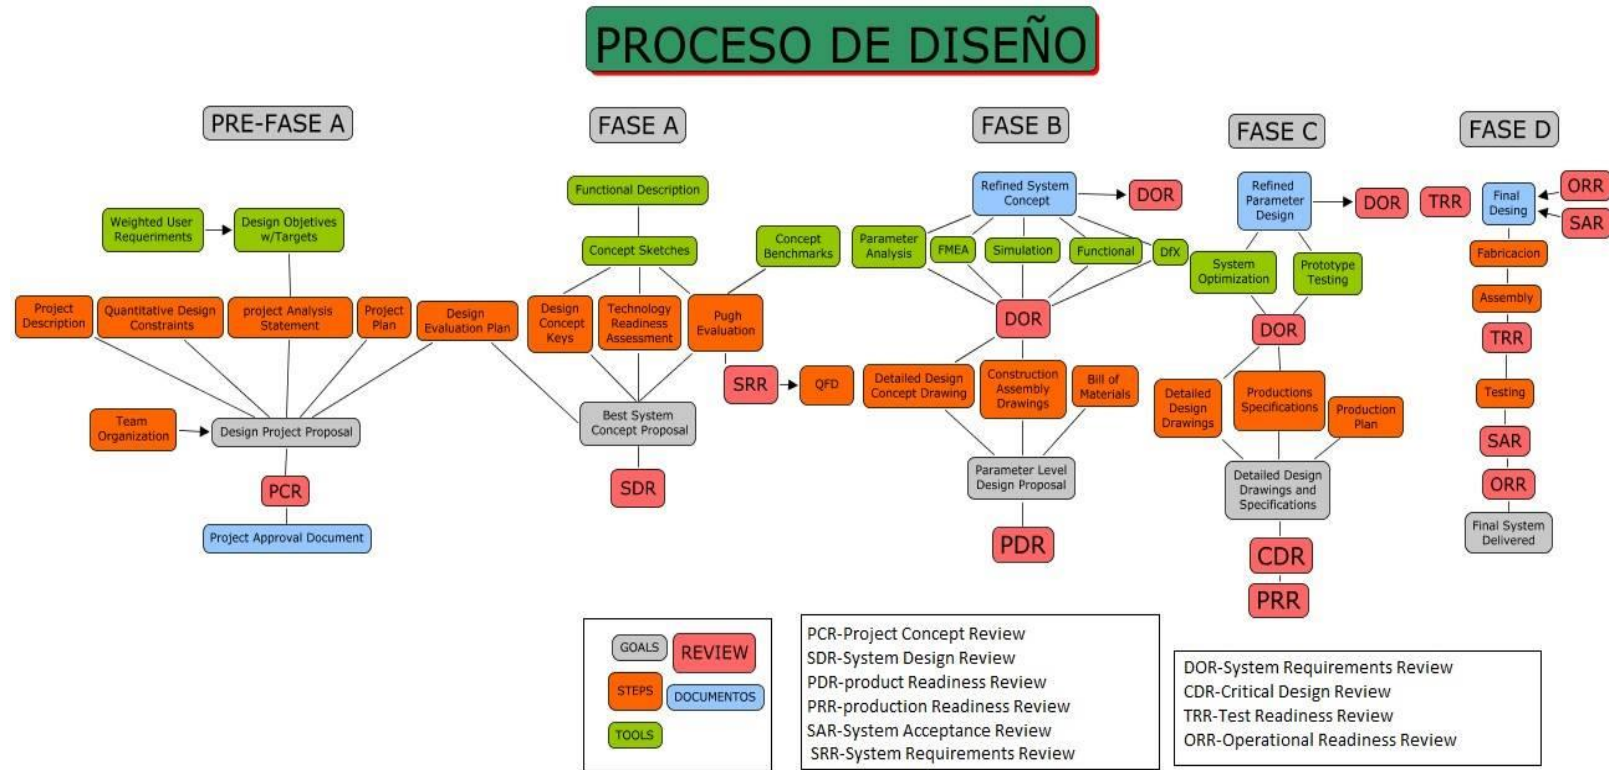 PROCESO DE DISEÑO
PRE-FASE A
Weighted User
Requeriments
Design Objetives
w/Targets
Project
Description
Quantitative Design
Constraints
project Analysis
Statement
Project
Plan
Design
Evaluation Plan
Team
Organization
Design Project Proposal
PCR
Project Approval Document
FASE A
Functional Description
Concept Sketches
Concept
Benchmarks
Design
Concept
Keys
Technology
Readiness
Assessment
Pugh
Evaluation
SRR
QFD
Best System
Concept Proposal
SDR
FASE B
Refined System
Concept
DOR
Parameter
Analysis
FMEA
Simulation
Functional
DfX
DOR
Detailed Design
Concept Drawing
Construction
Assembly
Drawings
Bill of
Materials
Parameter Level
Design Proposal
PDR
FASE C
Refined
Parameter
Design
DOR
System
Optimization
Prototype
Testing
DOR
Detailed
Design
Drawings
Productions
Specifications
Production
Plan
Detailed Design
Drawings and
Specifications
CDR
PRR
FASE D
TRR
Final
Desing
ORR
SAR
Fabricacion
Assembly
TRR
Testing
SAR
ORR
Final System
Delivered
GOALS
REVIEW
STEPS
DOCUMENTOS
TOOLS
PCR-Project Concept Review
SDR-System Design Review
PDR-product Readiness Review
PRR-production Readiness Review
SAR-System Acceptance Review
SRR-System Requirements Review
DOR-System Requirements Review
CDR-Critical Design Review
TRR-Test Readiness Review
ORR-Operational Readiness Review